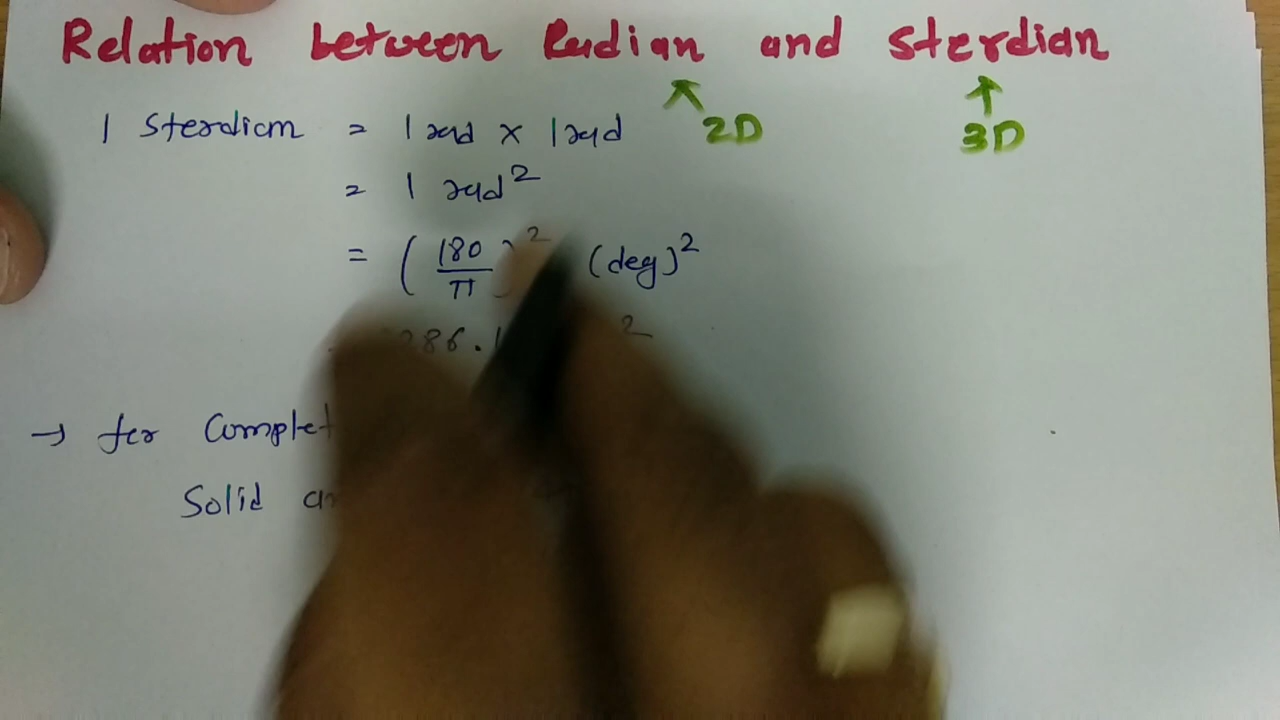 Relation between Radian and Sterdian
2D
3D
1 Sterdian = 1 rad x 1 rad
= 1 rad²
= (180/π)² (deg)²
→ for
Solid